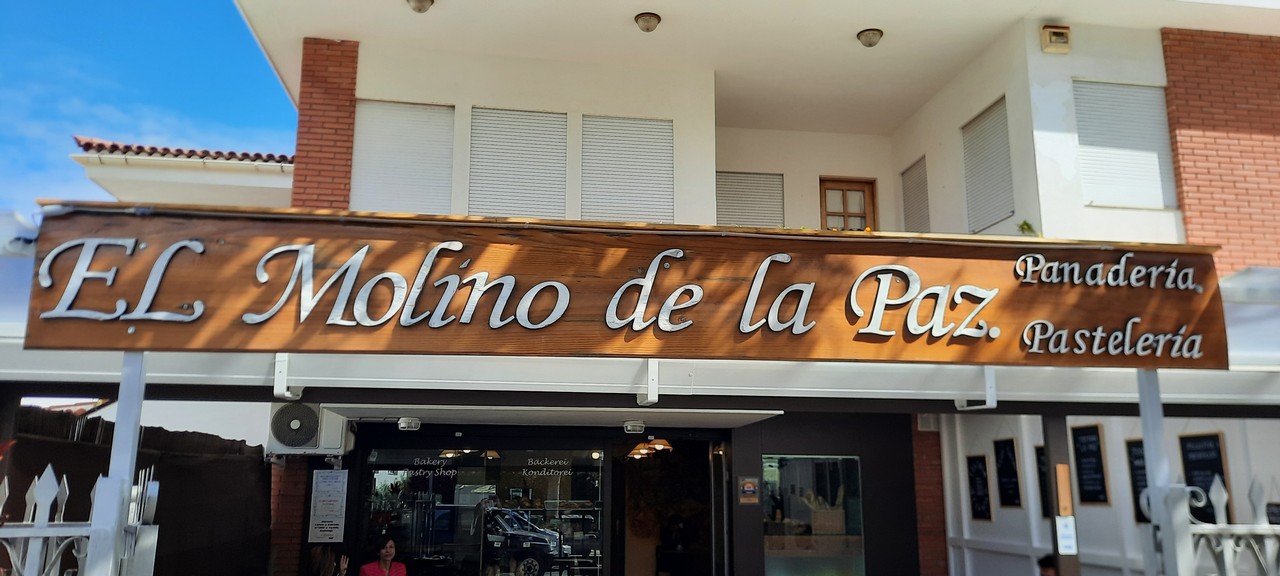 EL Molino de la Paz.
Panadería.
Pastelería
Bakery
Pastry Shop
Bäckerei
Konditorei